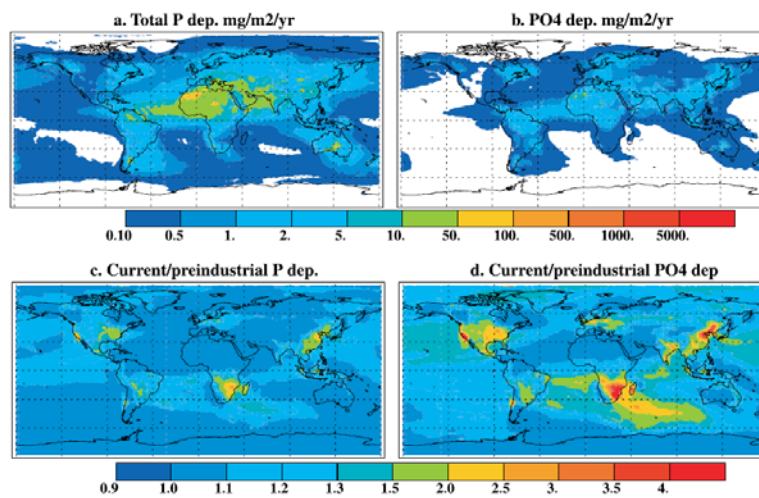 a. Total P dep. mg/m2/yr
b. PO4 dep. mg/m2/yr
0.10 0.5 1. 2. 5. 10. 50. 100. 500. 1000. 5000.
c. Current/preindustrial P dep.
d. Current/preindustrial PO4 dep
0.9 1.0 1.1 1.2 1.3 1.5 2.0 2.5 3. 3.5 4.